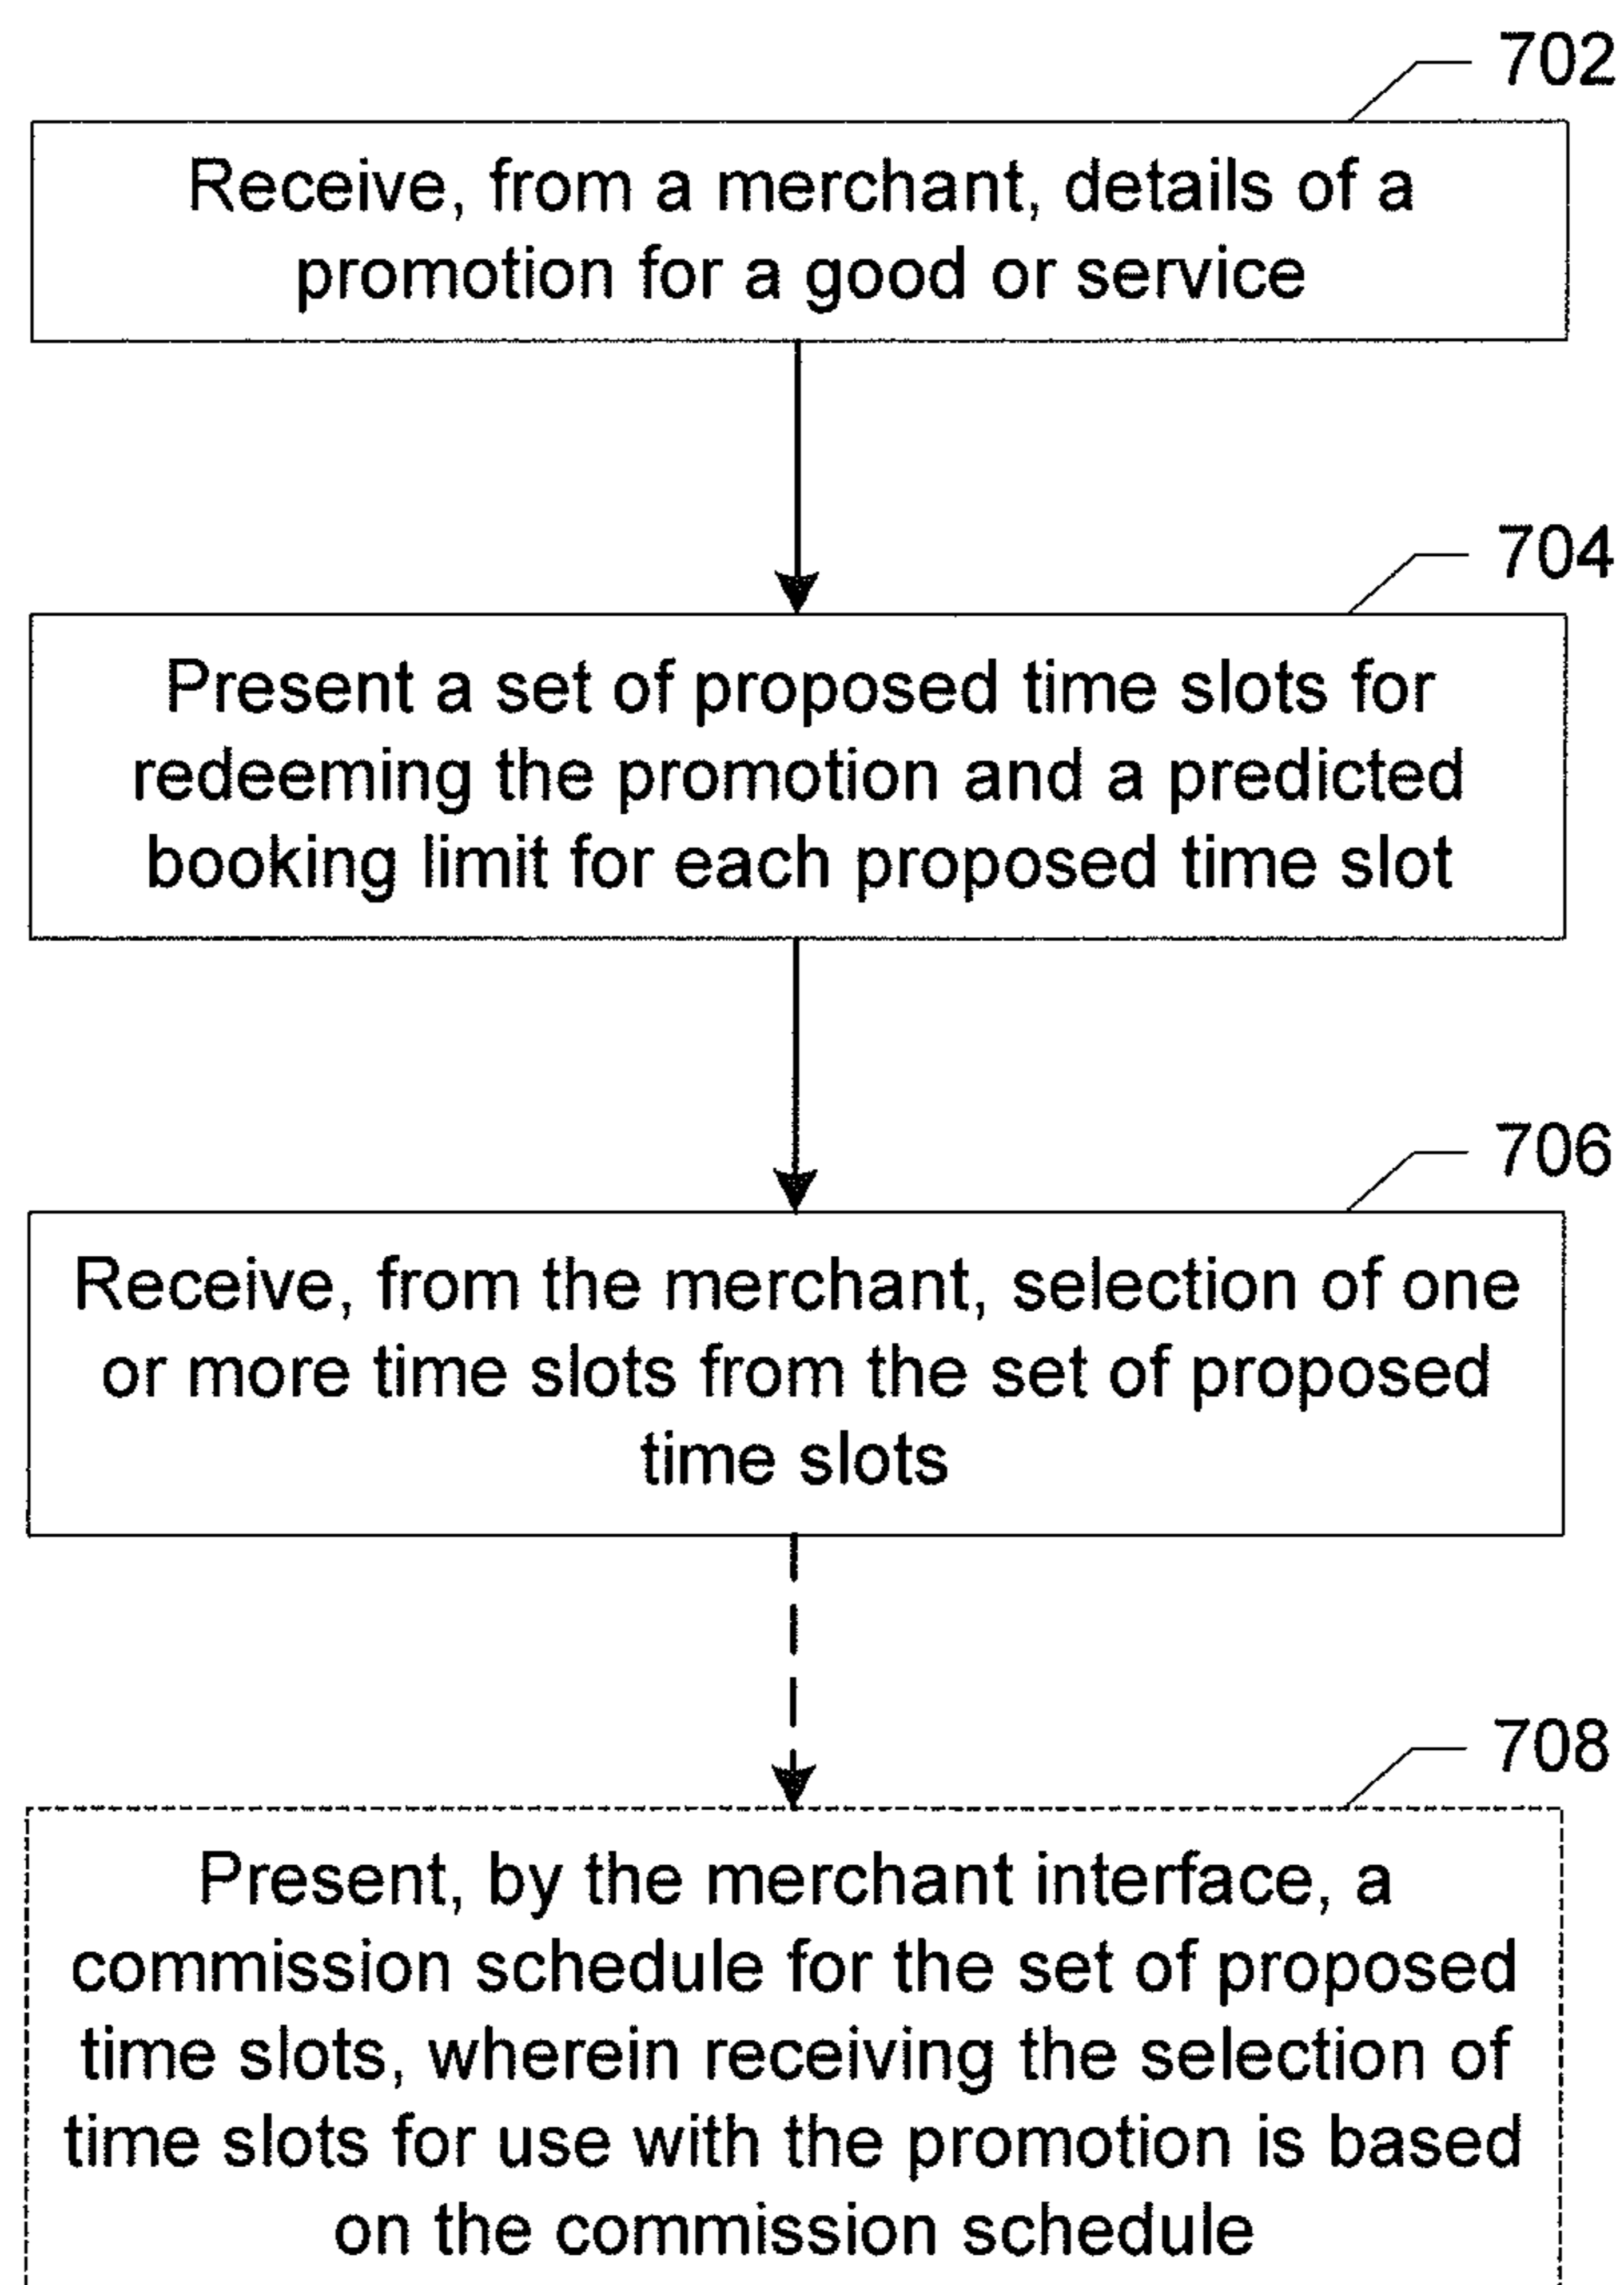 702
Receive, from a merchant, details of a
promotion for a good or service
704
Present a set of proposed time slots for
redeeming the promotion and a predicted
booking limit for each proposed time slot
706
Receive, from the merchant, selection of one
or more time slots from the set of proposed
time slots
708
Present, by the merchant interface, a
commission schedule for the set of proposed
time slots, wherein receiving the selection of
time slots for use with the promotion is based
on the commission schedule